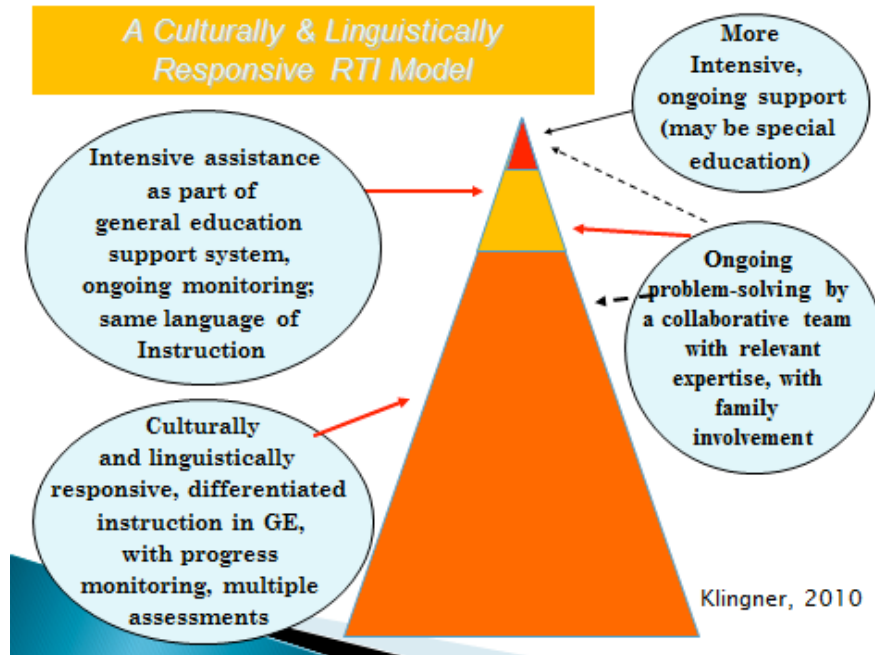 A Culturally & Linguistically
Responsive RTI Model
More
Intensive,
ongoing support
(may be special
education)
Intensive assistance
as part of
general education
support system,
ongoing monitoring;
same language of
Instruction
Ongoing
problem-solving by
a collaborative team
with relevant
expertise, with
family
involvement
Culturally
and linguistically
responsive, differentiated
instruction in GE,
with progress
monitoring, multiple
assessments
Klingner, 2010